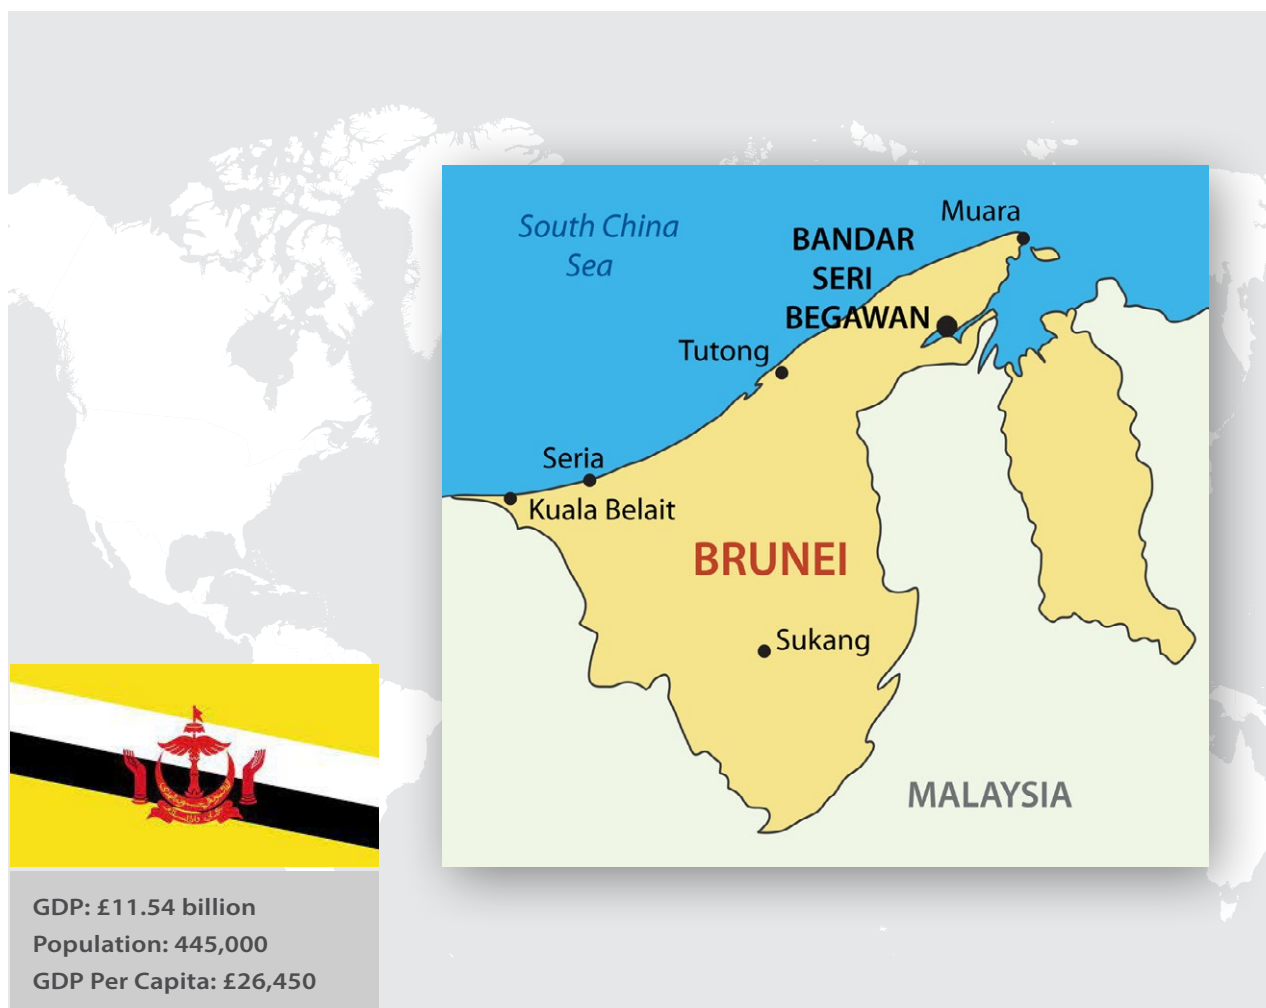 South China
Sea
Muara
BANDAR
SERI
BEGAWAN
Tutong
Seria
Kuala Belait
BRUNEI
Sukang
MALAYSIA
GDP: £11.54 billion
Population: 445,000
GDP Per Capita: £26,450